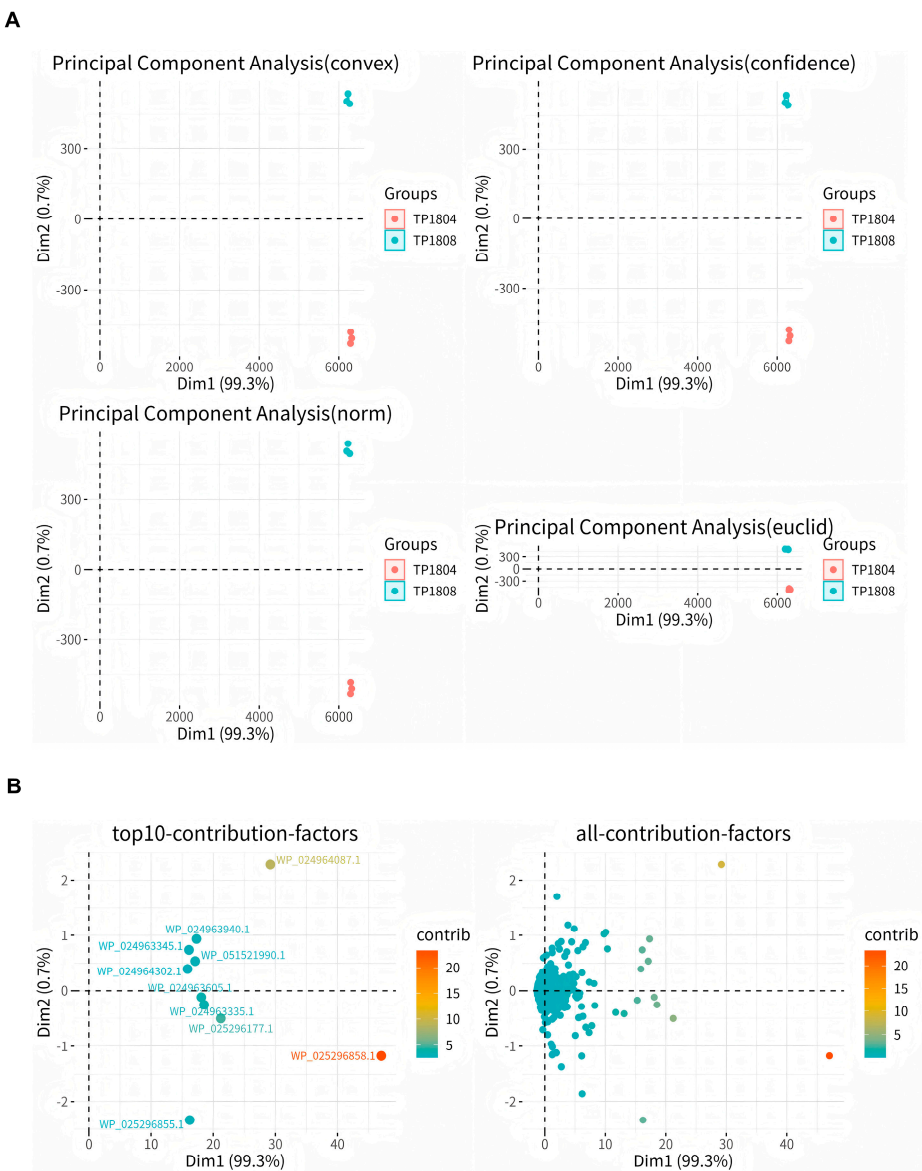 A
Principal Component Analysis(convex)
Dim2 (0.7%)
300
0
-300
0 2000 4000 6000
Dim1 (99.3%)
Groups
TP1804
TP1808
Principal Component Analysis(confidence)
Dim2 (0.7%)
300
0
-300
0 2000 4000 6000
Dim1 (99.3%)
Groups
TP1804
TP1808
Principal Component Analysis(norm)
Dim2 (0.7%)
300
0
-300
0 2000 4000 6000
Dim1 (99.3%)
Groups
TP1804
TP1808
Principal Component Analysis(euclid)
Dim2 (0.7%)
300
0
-300
0 2000 4000 6000
Dim1 (99.3%)
Groups
TP1804
TP1808
B
top10-contribution-factors
Dim2 (0.7%)
2
1
0
-1
-2
WP_024964087.1
WP_024963940.1
WP_024963345.1
WP_051521990.1
WP_024964302.1
WP_024963605.1
WP_024963335.1
WP_025296177.1
WP_025296858.1
WP_025296855.1
0 10 20 30 40
Dim1 (99.3%)
contrib
20
15
10
5
all-contribution-factors
Dim2 (0.7%)
2
1
0
-1
-2
0 10 20 30 40
Dim1 (99.3%)
contrib
20
15
10
5